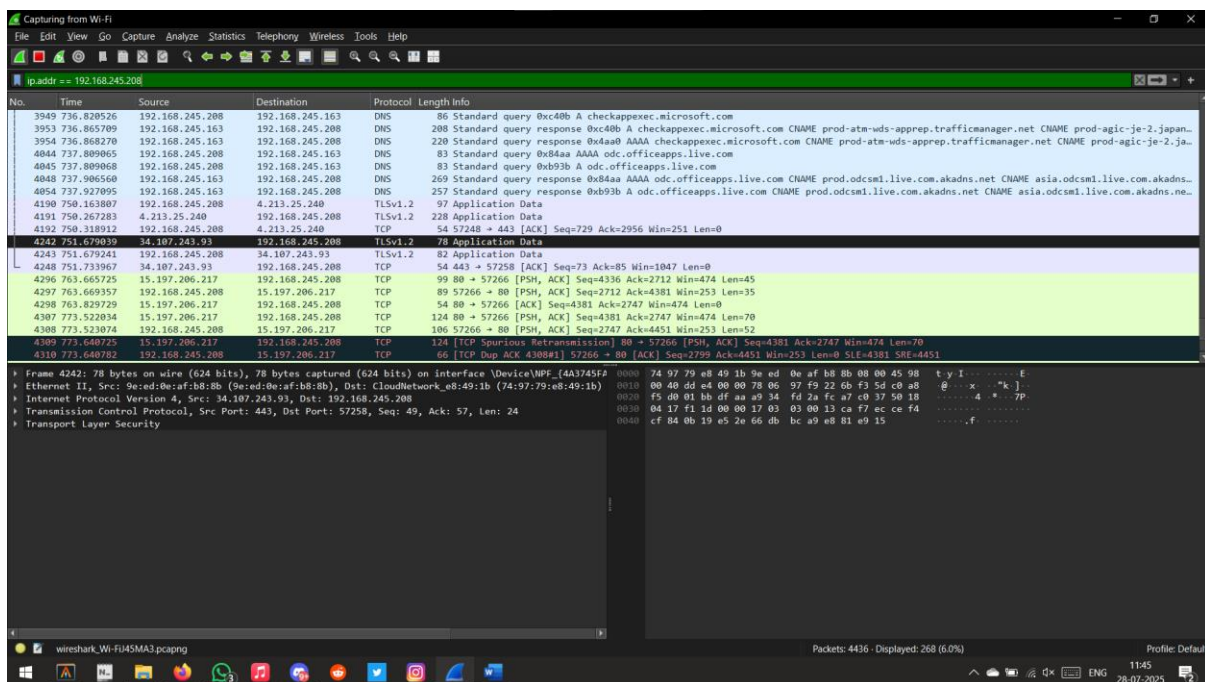 Capturing from Wi-Fi
File Edit View Go Capture Analyze Statistics Telephony Wireless Tools Help
ip.addr == 192.168.245.208
No. Time Source Destination Protocol Length Info
3949 736.820526 192.168.245.208 192.168.245.163 DNS 86 Standard query 0xc40b A checkappexec.microsoft.com
3953 736.865709 192.168.245.163 192.168.245.208 DNS 208 Standard query response 0xc40b A checkappexec.microsoft.com CNAME prod-atm-wds-apprep.trafficmanager.net CNAME prod-agic-je-2.japan…
3954 736.868270 192.168.245.163 192.168.245.208 DNS 220 Standard query response 0x4aa0 AAAA checkappexec.microsoft.com CNAME prod-atm-wds-apprep.trafficmanager.net CNAME prod-agic-je-2.ja…
4044 737.809065 192.168.245.208 192.168.245.163 DNS 83 Standard query 0x84aa AAAA odc.officeapps.live.com
4045 737.809068 192.168.245.208 192.168.245.163 DNS 83 Standard query 0xb93b A odc.officeapps.live.com
4048 737.906560 192.168.245.163 192.168.245.208 DNS 269 Standard query response 0x84aa AAAA odc.officeapps.live.com CNAME prod.odcsm1.live.com.akadns.net CNAME asia.odcsm1.live.com.akadns…
4054 737.927095 192.168.245.163 192.168.245.208 DNS 257 Standard query response 0xb93b A odc.officeapps.live.com CNAME prod.odcsm1.live.com.akadns.net CNAME asia.odcsm1.live.com.akadns.ne…
4190 750.163807 192.168.245.208 4.213.25.240 TLSv1.2 97 Application Data
4191 750.267283 4.213.25.240 192.168.245.208 TLSv1.2 228 Application Data
4192 750.318912 192.168.245.208 4.213.25.240 TCP 54 57248 → 443 [ACK] Seq=729 Ack=2956 Win=251 Len=0
4242 751.679039 34.107.243.93 192.168.245.208 TLSv1.2 78 Application Data
4243 751.679241 192.168.245.208 34.107.243.93 TLSv1.2 82 Application Data
4248 751.733967 34.107.243.93 192.168.245.208 TCP 54 443 → 57258 [ACK] Seq=73 Ack=85 Win=1047 Len=0
4296 763.665725 15.197.206.217 192.168.245.208 TCP 99 80 → 57266 [PSH, ACK] Seq=4336 Ack=2712 Win=474 Len=45
4297 763.669357 192.168.245.208 15.197.206.217 TCP 89 57266 → 80 [PSH, ACK] Seq=2712 Ack=4381 Win=253 Len=35
4298 763.829729 15.197.206.217 192.168.245.208 TCP 54 80 → 57266 [ACK] Seq=4381 Ack=2747 Win=474 Len=0
4307 773.522034 15.197.206.217 192.168.245.208 TCP 124 80 → 57266 [PSH, ACK] Seq=4381 Ack=2747 Win=474 Len=70
4308 773.523074 192.168.245.208 15.197.206.217 TCP 106 57266 → 80 [PSH, ACK] Seq=2747 Ack=4451 Win=253 Len=52
4309 773.640725 15.197.206.217 192.168.245.208 TCP 124 [TCP Spurious Retransmission] 80 → 57266 [PSH, ACK] Seq=4381 Ack=2747 Win=474 Len=70
4310 773.640782 192.168.245.208 15.197.206.217 TCP 66 [TCP Dup ACK 4308#1] 57266 → 80 [ACK] Seq=2799 Ack=4451 Win=253 Len=0 SLE=4381 SRE=4451
Frame 4242: 78 bytes on wire (624 bits), 78 bytes captured (624 bits) on interface \Device\NPF_{4A3745FA
Ethernet II, Src: 9e:ed:0e:af:b8:8b (9e:ed:0e:af:b8:8b), Dst: CloudNetwork_e8:49:1b (74:97:79:e8:49:1b)
Internet Protocol Version 4, Src: 34.107.243.93, Dst: 192.168.245.208
Transmission Control Protocol, Src Port: 443, Dst Port: 57258, Seq: 49, Ack: 57, Len: 24
Transport Layer Security
0000 74 97 79 e8 49 1b 9e ed 0e af b8 8b 08 00 45 98 t·y·I··· ······E·
0010 00 40 dd e4 00 00 78 06 97 f9 22 6b f3 5d c0 a8 ·@····x· ··"k·]··
0020 f5 d0 01 bb df aa a9 34 fd 2a fc a7 c0 37 50 18 ·······4 ·*···7P·
0030 04 17 f1 1d 00 00 17 03 03 00 13 ca f7 ec ce f4
0040 cf 84 0b 19 e5 2e 66 db bc a9 e8 81 e9 15 ·····.f· ······
wireshark_Wi-FiJ45MA3.pcapng
Packets: 4436 · Displayed: 268 (6.0%)
Profile: Defaul
ENG
11:45
28-07-2025